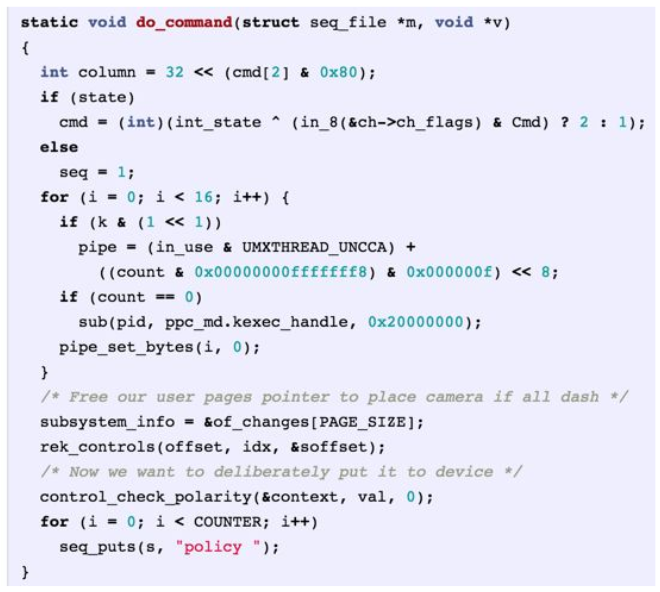 static void do_command(struct seq_file *m, void *v)
{
  int column = 32 << (cmd[2] & 0x80);
  if (state)
    cmd = (int)(int_state ^ (in_8(&ch->ch_flags) & Cmd) ? 2 : 1);
  else
    seq = 1;
  for (i = 0; i < 16; i++) {
    if (k & (1 << 1))
      pipe = (in_use & UMXTHREAD_UNCCA) +
        ((count & 0x00000000fffffff8) & 0x000000f) << 8;
    if (count == 0)
      sub(pid, ppc_md.kexec_handle, 0x20000000);
    pipe_set_bytes(i, 0);
  }
  /* Free our user pages pointer to place camera if all dash */
  subsystem_info = &of_changes[PAGE_SIZE];
  rek_controls(offset, idx, &soffset);
  /* Now we want to deliberately put it to device */
  control_check_polarity(&context, val, 0);
  for (i = 0; i < COUNTER; i++)
    seq_puts(s, "policy ");
}